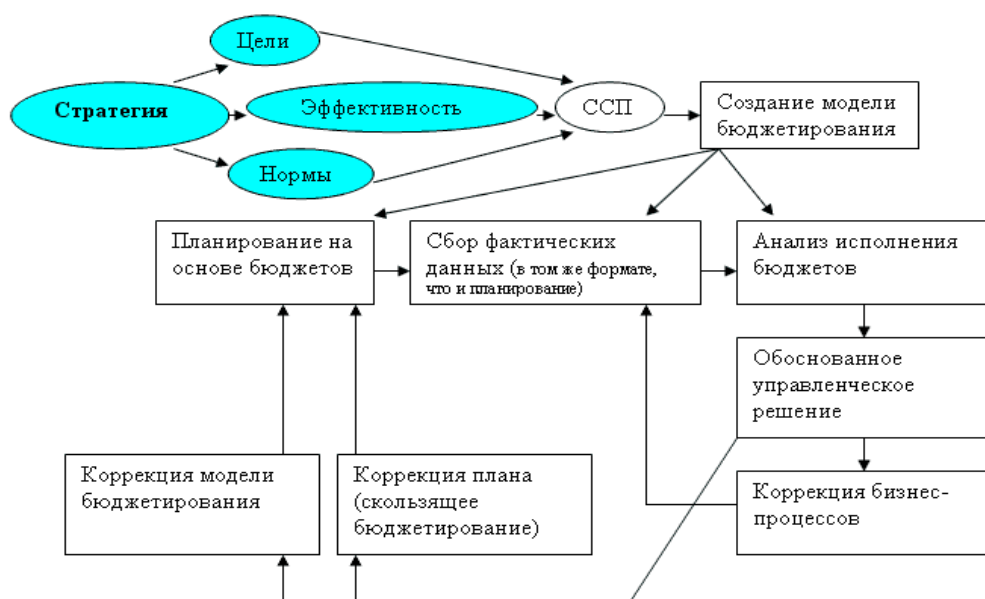 Цели
Стратегия
Эффективность
ССП
Создание модели
бюджетирования
Нормы
Планирование на
основе бюджетов
Сбор фактических
данных (в том же формате,
что и планирование)
Анализ исполнения
бюджетов
Обоснованное
управленческое
решение
Коррекция модели
бюджетирования
Коррекция плана
(скользящее
бюджетирование)
Коррекция бизнес-
процессов